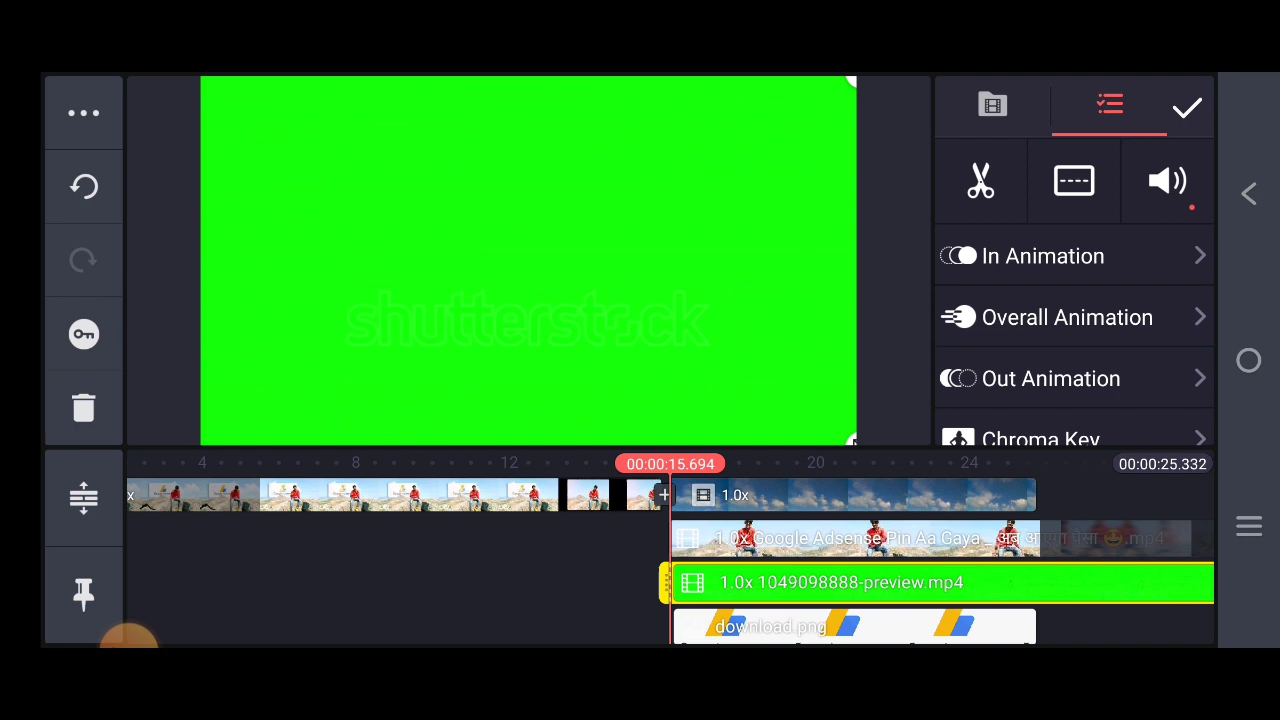 shutterstock
In Animation
Overall Animation
Out Animation
Chroma Key
4 8 12 00:00:15.694 20 24 00:00:25.332
x
1.0x
1.0x Google Adsense Pin Aa Gaya _ अब आएगा पैसा 🤩.mp4
1.0x 1049098888-preview.mp4
download.png